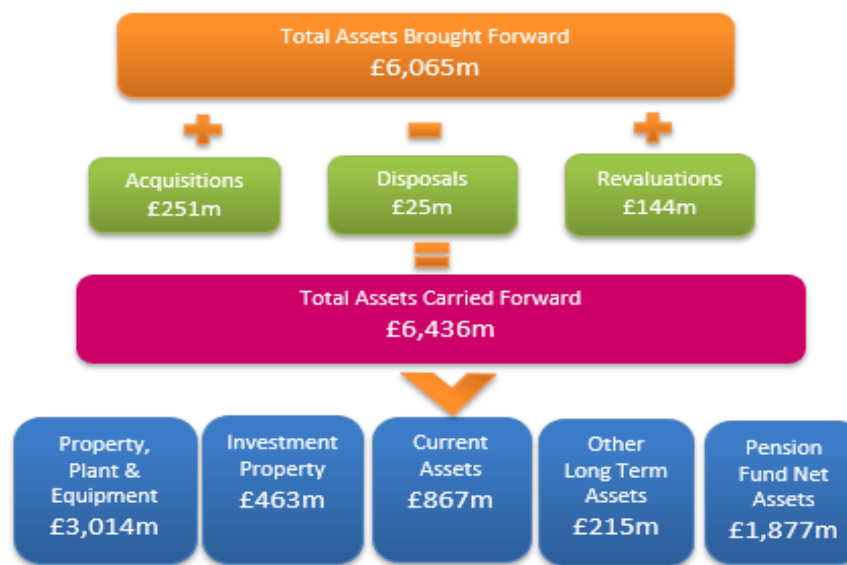 Total Assets Brought Forward
£6,065m
Acquisitions
£251m
Disposals
£25m
Revaluations
£144m
Total Assets Carried Forward
£6,436m
Property,
Plant &
Equipment
£3,014m
Investment
Property
£463m
Current
Assets
£867m
Other
Long Term
Assets
£215m
Pension
Fund Net
Assets
£1,877m